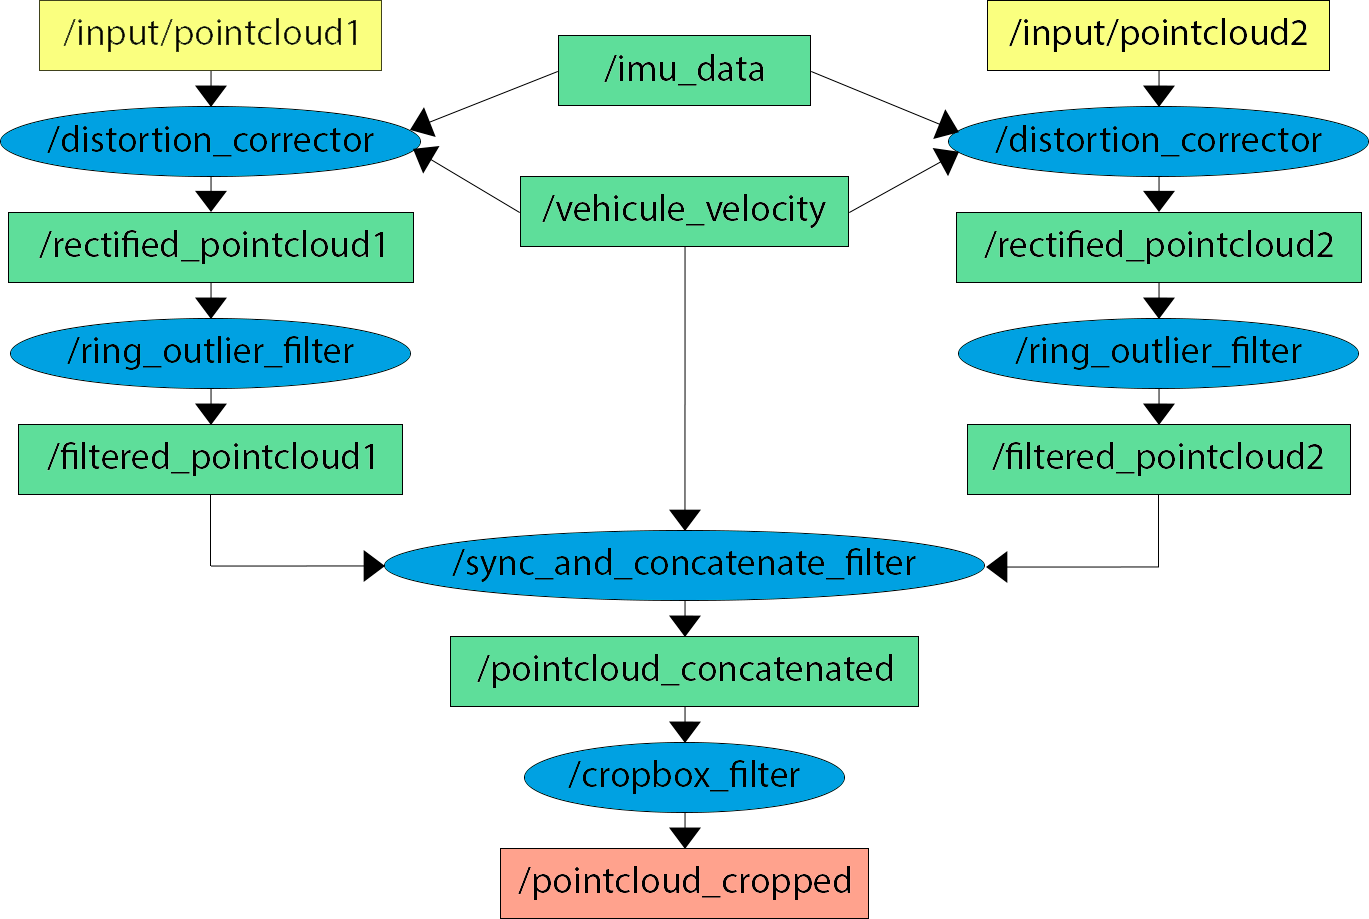 /input/pointcloud1
/input/pointcloud2
/imu_data
/distortion_corrector
/distortion_corrector
/vehicule_velocity
/rectified_pointcloud1
/rectified_pointcloud2
/ring_outlier_filter
/ring_outlier_filter
/filtered_pointcloud1
/filtered_pointcloud2
/sync_and_concatenate_filter
/pointcloud_concatenated
/cropbox_filter
/pointcloud_cropped